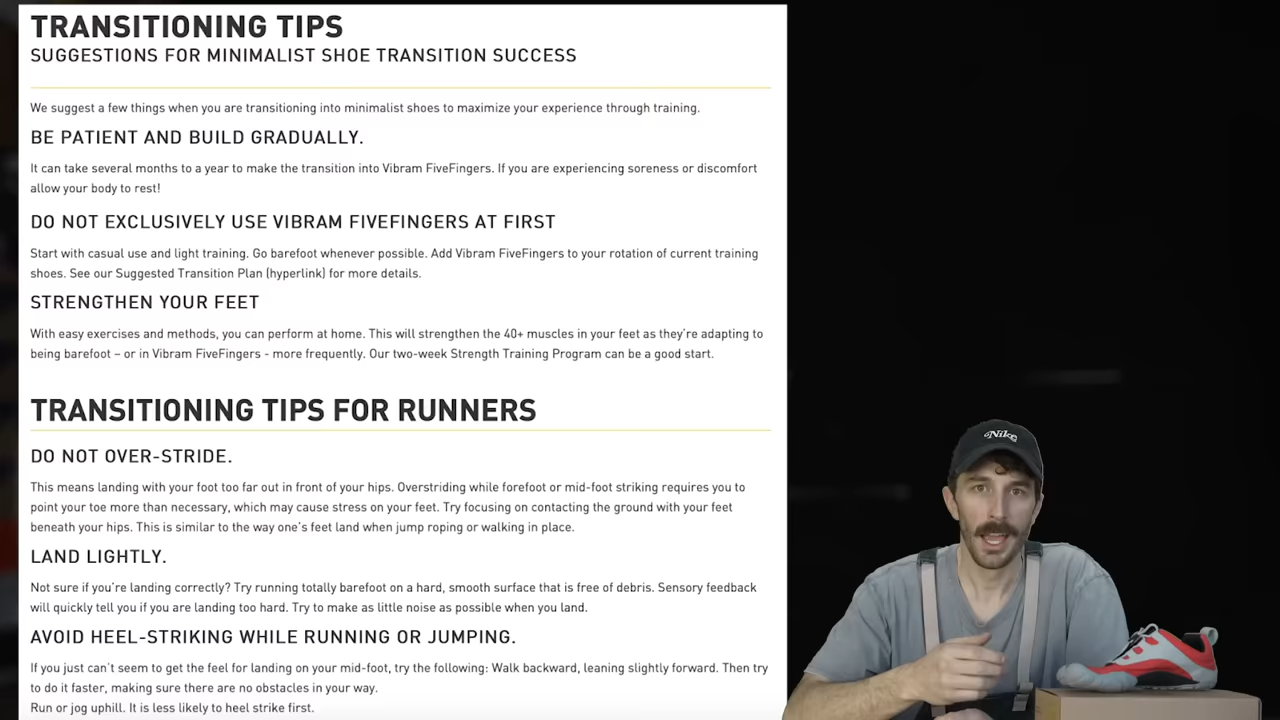 TRANSITIONING TIPS
SUGGESTIONS FOR MINIMALIST SHOE TRANSITION SUCCESS
We suggest a few things when you are transitioning into minimalist shoes to maximize your experience through training.
BE PATIENT AND BUILD GRADUALLY.
It can take several months to a year to make the transition into Vibram FiveFingers. If you are experiencing soreness or discomfort
allow your body to rest!
DO NOT EXCLUSIVELY USE VIBRAM FIVEFINGERS AT FIRST
Start with casual use and light training. Go barefoot whenever possible. Add Vibram FiveFingers to your rotation of current training
shoes. See our Suggested Transition Plan (hyperlink) for more details.
STRENGTHEN YOUR FEET
With easy exercises and methods, you can perform at home. This will strengthen the 40+ muscles in your feet as they're adapting to
being barefoot – or in Vibram FiveFingers - more frequently. Our two-week Strength Training Program can be a good start.
TRANSITIONING TIPS FOR RUNNERS
DO NOT OVER-STRIDE.
This means landing with your foot too far out in front of your hips. Overstriding while forefoot or mid-foot striking requires you to
point your toe more than necessary, which may cause stress on your feet. Try focusing on contacting the ground with your feet
beneath your hips. This is similar to the way one's feet land when jump roping or walking in place.
LAND LIGHTLY.
Not sure if you're landing correctly? Try running totally barefoot on a hard, smooth surface that is free of debris. Sensory feedback
will quickly tell you if you are landing too hard. Try to make as little noise as possible when you land.
AVOID HEEL-STRIKING WHILE RUNNING OR JUMPING.
If you just can't seem to get the feel for landing on your mid-foot, try the following: Walk backward, leaning slightly forward. Then try
to do it faster, making sure there are no obstacles in your way.
Run or jog uphill. It is less likely to heel strike first.
Nike